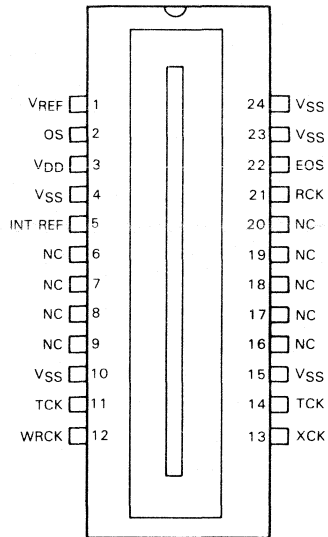 VREF 1 24 VSS
OS 2 23 VSS
VDD 3 22 EOS
VSS 4 21 RCK
INT REF 5 20 NC
NC 6 19 NC
NC 7 18 NC
NC 8 17 NC
NC 9 16 NC
VSS 10 15 VSS
TCK 11 14 TCK
WRCK 12 13 XCK